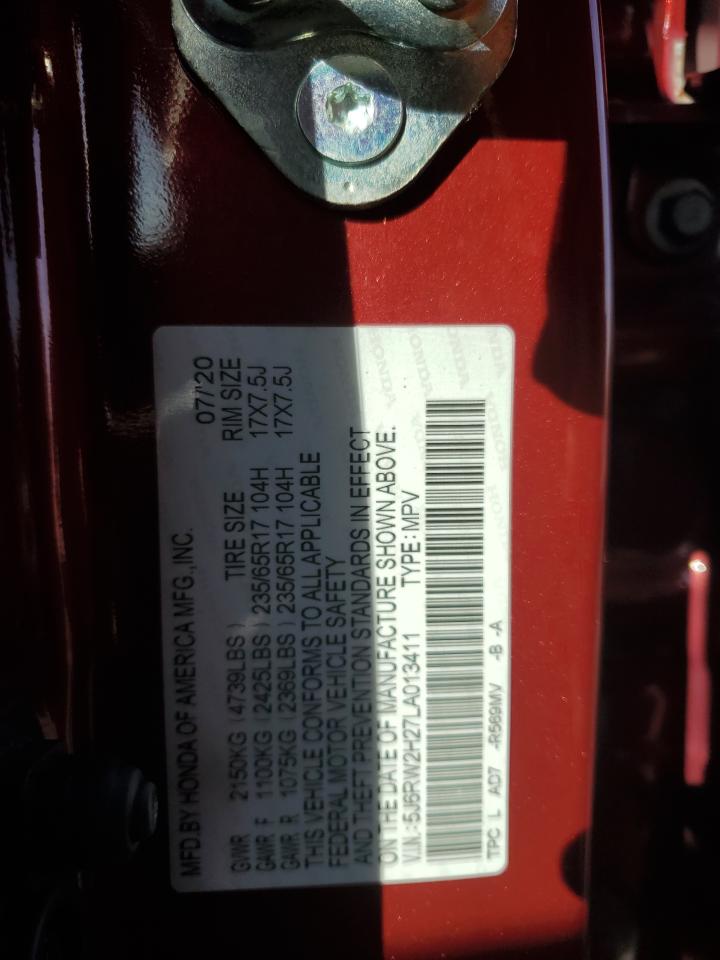 MFD.BY HONDA OF AMERICA MFG.,INC. 07/'20
GVWR 2150KG (4739LBS) TIRE SIZE RIM SIZE
GAWR F 1100KG (2425LBS) 235/65R17 104H 17X7.5J
GAWR R 1075KG (2369LBS) 235/65R17 104H 17X7.5J
THIS VEHICLE CONFORMS TO ALL APPLICABLE
FEDERAL MOTOR VEHICLE SAFETY
AND THEFT PREVENTION STANDARDS IN EFFECT
ON THE DATE OF MANUFACTURE SHOWN ABOVE.
V.I.N.:5J6RW2H27LA013411 TYPE:MPV
TPC L AD7 -R569MV -B -A
HONDA